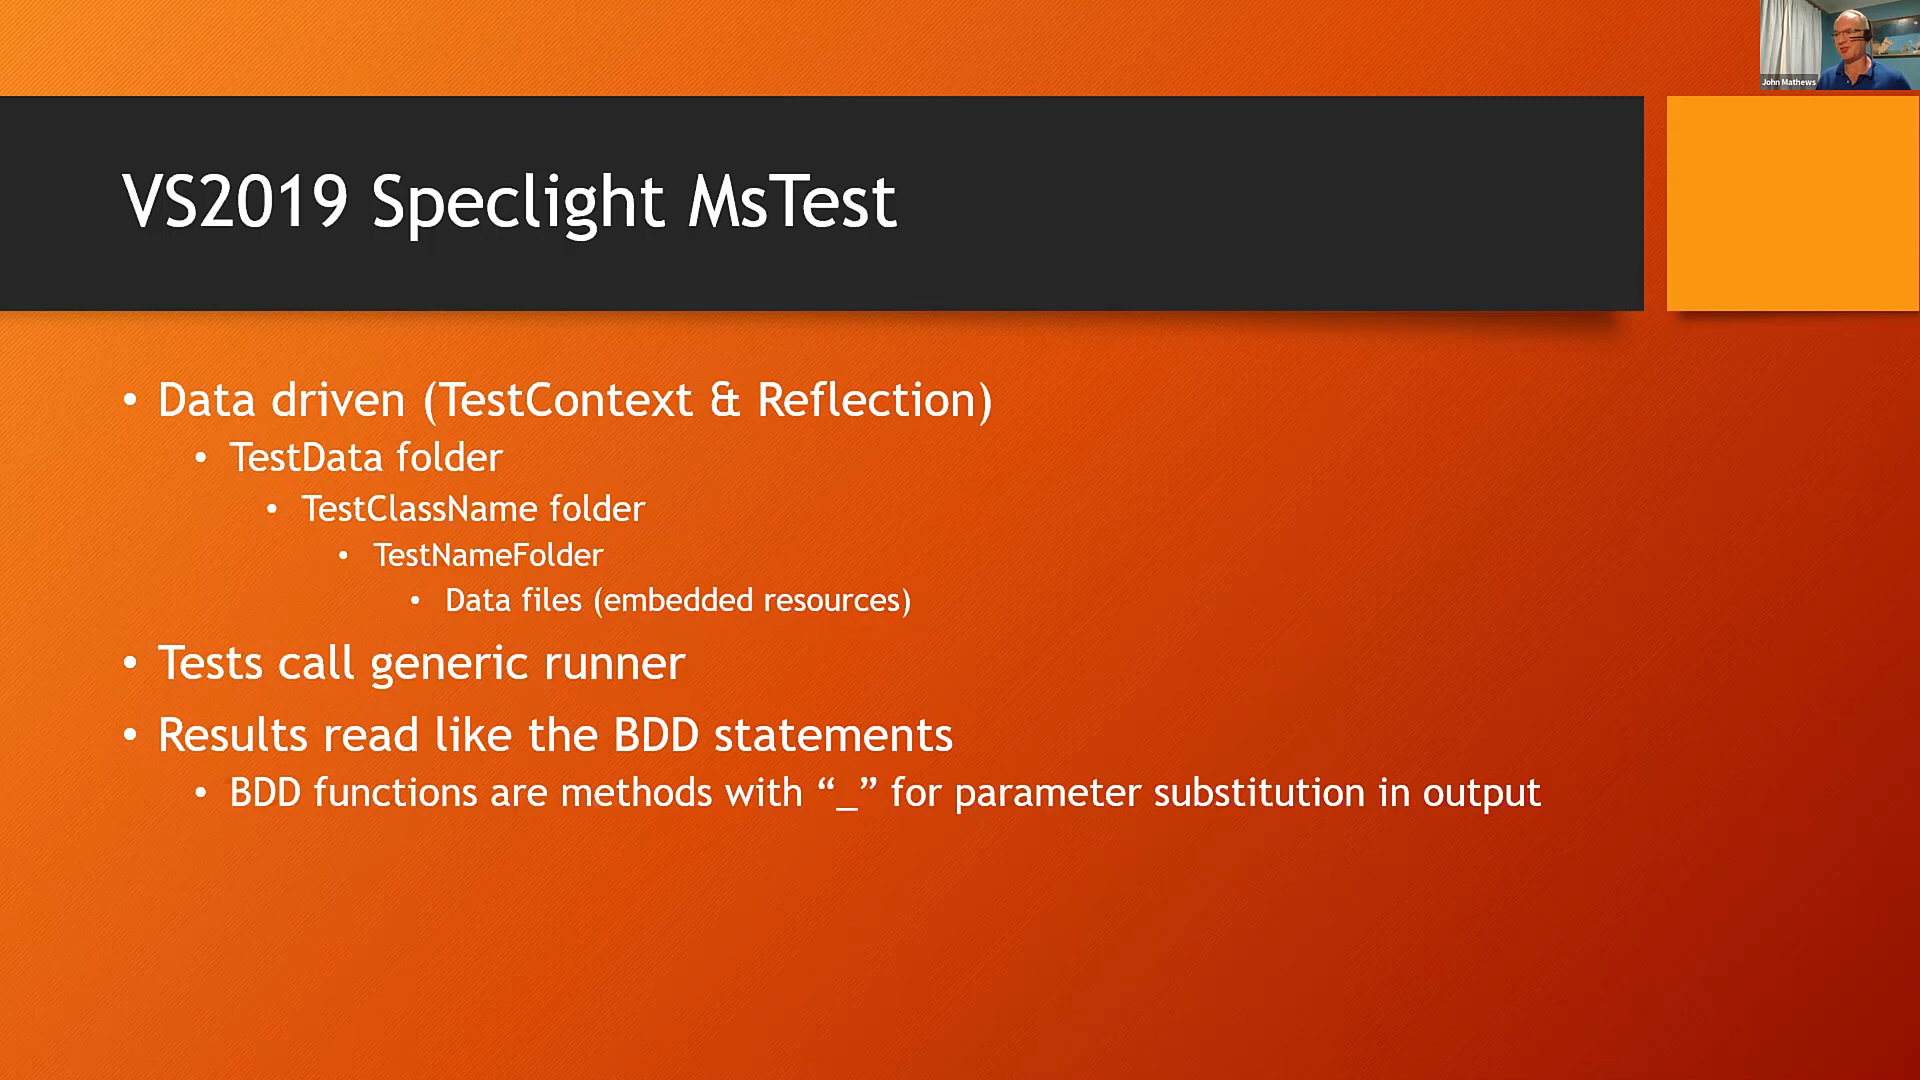 John Mathews
VS2019 Speclight MsTest
• Data driven (TestContext & Reflection)
• TestData folder
• TestClassName folder
• TestNameFolder
• Data files (embedded resources)
• Tests call generic runner
• Results read like the BDD statements
• BDD functions are methods with “_” for parameter substitution in output